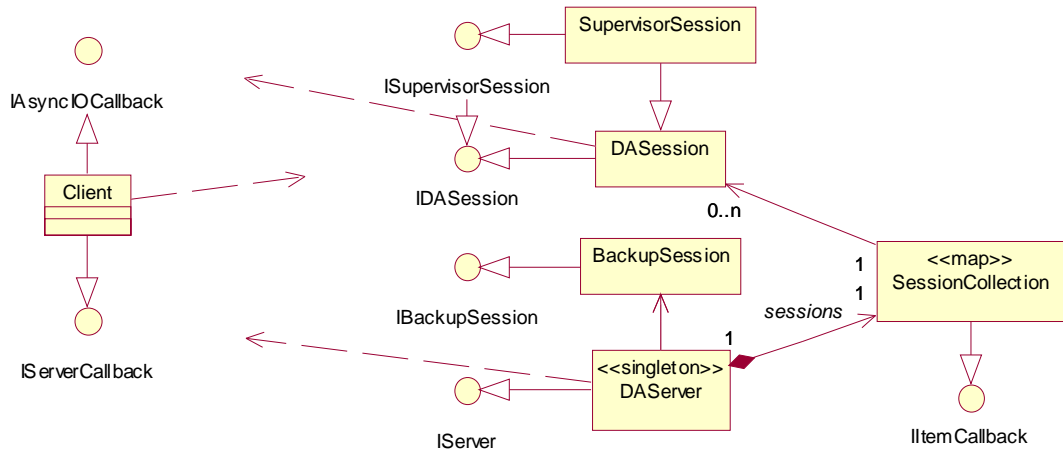 SupervisorSession
IAsyncIOCallback
ISupervisorSession
DASession
Client
IDASession
0..n
BackupSession
1
<<map>>
SessionCollection
1
sessions
IBackupSession
1
IServerCallback
<<singleton>>
DAServer
IServer
IItemCallback